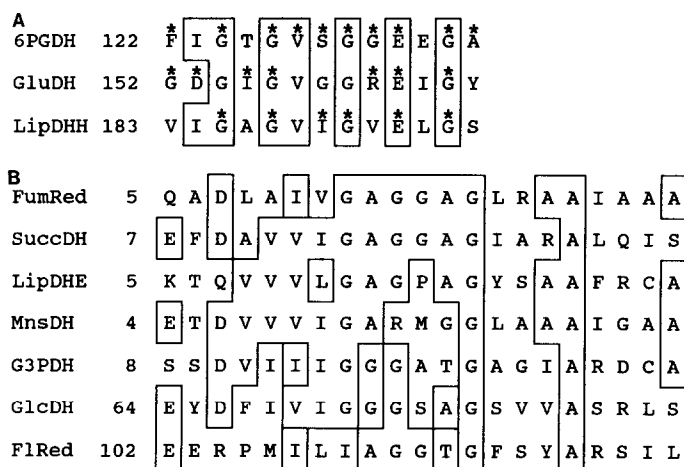 A
6PGDH 122 F I G T G V S G G E E G A
GluDH 152 G D G I G V G G R E I G Y
LipDHH 183 V I G A G V I G V E L G S
B
FumRed 5 Q A D L A I V G A G G A G L R A A I A A A
SuccDH 7 E F D A V V I G A G G A G I A R A L Q I S
LipDHE 5 K T Q V V V L G A G P A G Y S A A F R C A
MnsDH 4 E T D V V V I G A R M G G L A A A I G A A
G3PDH 8 S S D V I I I G G G A T G A G I A R D C A
GlcDH 64 E Y D F I V I G G G S A G S V V A S R L S
FlRed 102 E E R P M I L I A G G T G F S Y A R S I L